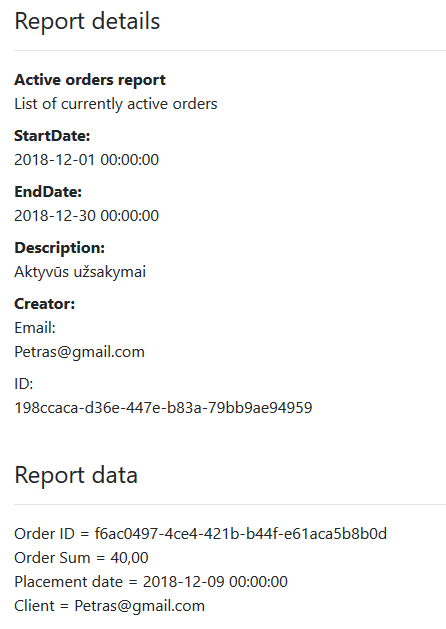 Report details
Active orders report
List of currently active orders
StartDate:
2018-12-01 00:00:00
EndDate:
2018-12-30 00:00:00
Description:
Aktyvūs užsakymai
Creator:
Email:
Petras@gmail.com
ID:
198ccaca-d36e-447e-b83a-79bb9ae94959
Report data
Order ID = f6ac0497-4ce4-421b-b44f-e61aca5b8b0d
Order Sum = 40,00
Placement date = 2018-12-09 00:00:00
Client = Petras@gmail.com